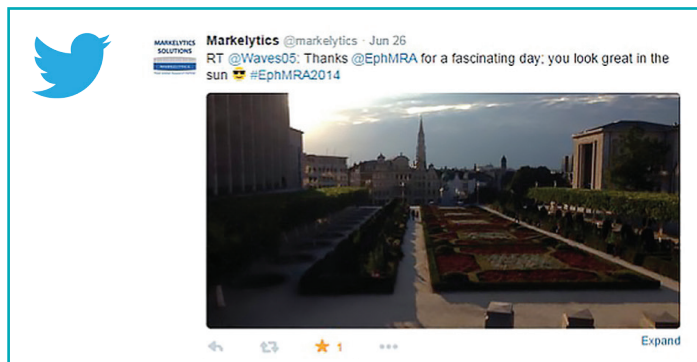 MARKELYTICS
SOLUTIONS
MARKELYTICS
Markelytics @markelytics · Jun 26
RT @Waves05: Thanks @EphMRA for a fascinating day; you look great in the
sun 😎 #EphMRA2014
1
Expand